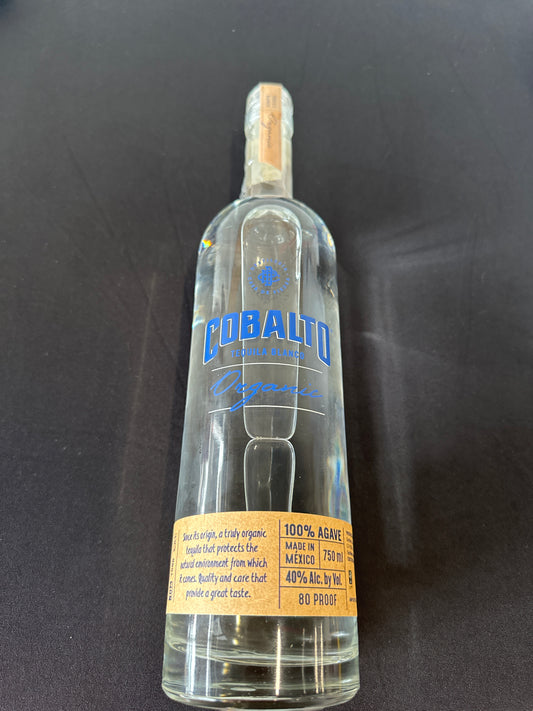 Organic
COBALTO
TEQUILA BLANCO
Organic
Since its origin, a truly organic
tequila that protects the
natural environment from which
it comes. Quality and care that
provide a great taste.
100% AGAVE
MADE IN
MÉXICO
750 ml
40% Alc. by Vol.
80 PROOF